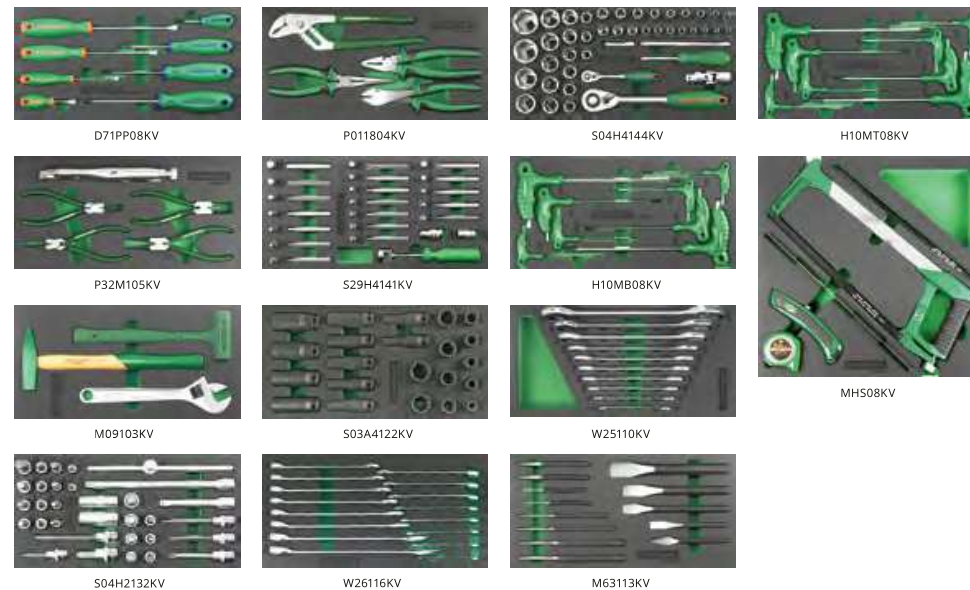 D71PP08KV
P011804KV
S04H4144KV
H10MT08KV
P32M105KV
S29H4141KV
H10MB08KV
MHS08KV
M09103KV
S03A4122KV
W25110KV
S04H2132KV
W26116KV
M63113KV